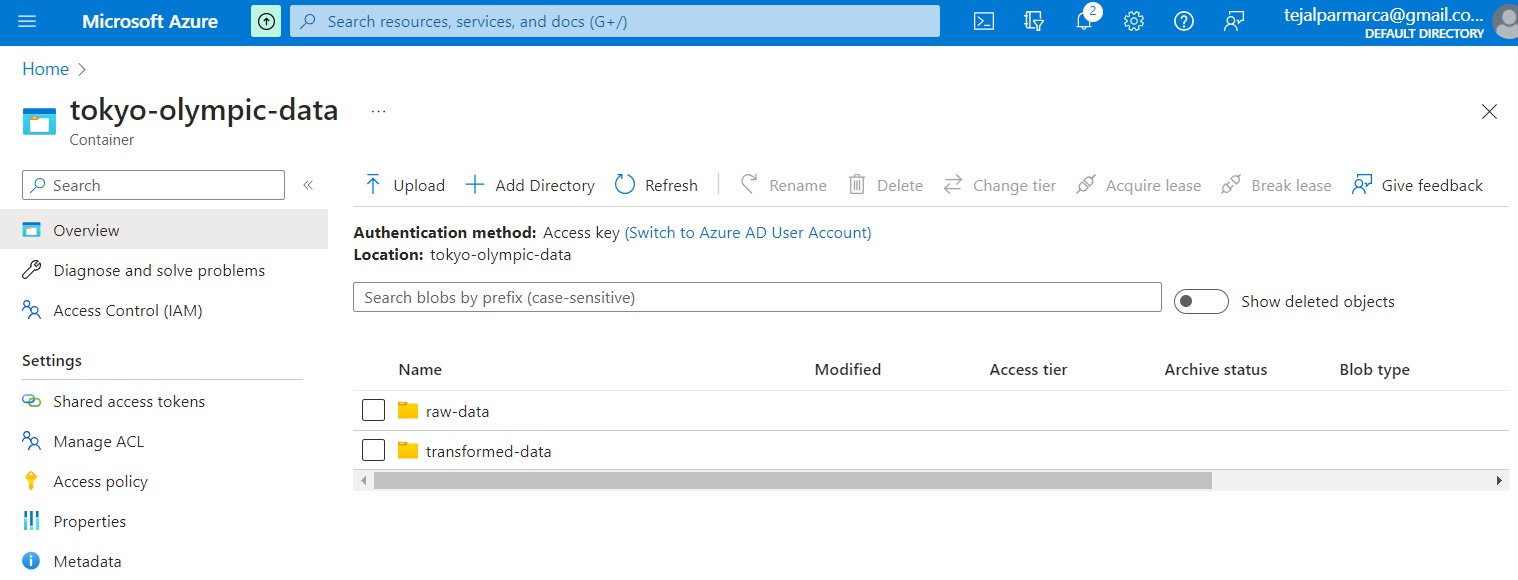 Microsoft Azure
Search resources, services, and docs (G+/)
2
tejalparmarca@gmail.co...
DEFAULT DIRECTORY
Home
tokyo-olympic-data ...
Container
Search
«
Upload
Add Directory
Refresh
Rename
Delete
Change tier
Acquire lease
Break lease
Give feedback
Overview
Diagnose and solve problems
Access Control (IAM)
Settings
Shared access tokens
Manage ACL
Access policy
Properties
Metadata
Authentication method: Access key (Switch to Azure AD User Account)
Location: tokyo-olympic-data
Search blobs by prefix (case-sensitive)
Show deleted objects
Name Modified Access tier Archive status Blob type
raw-data
transformed-data